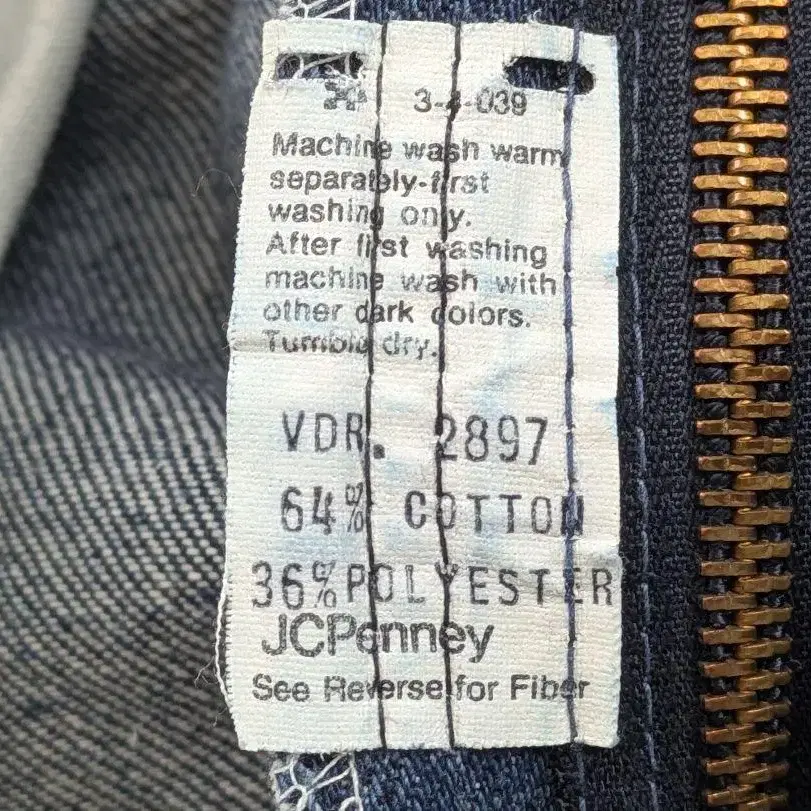 3-4-039
Machine wash warm
separately-first
washing only.
After first washing
machine wash with
other dark colors.
Tumble dry.
VDR. 2897
64% COTTON
36% POLYESTER
JCPenney
See Reverse for Fiber